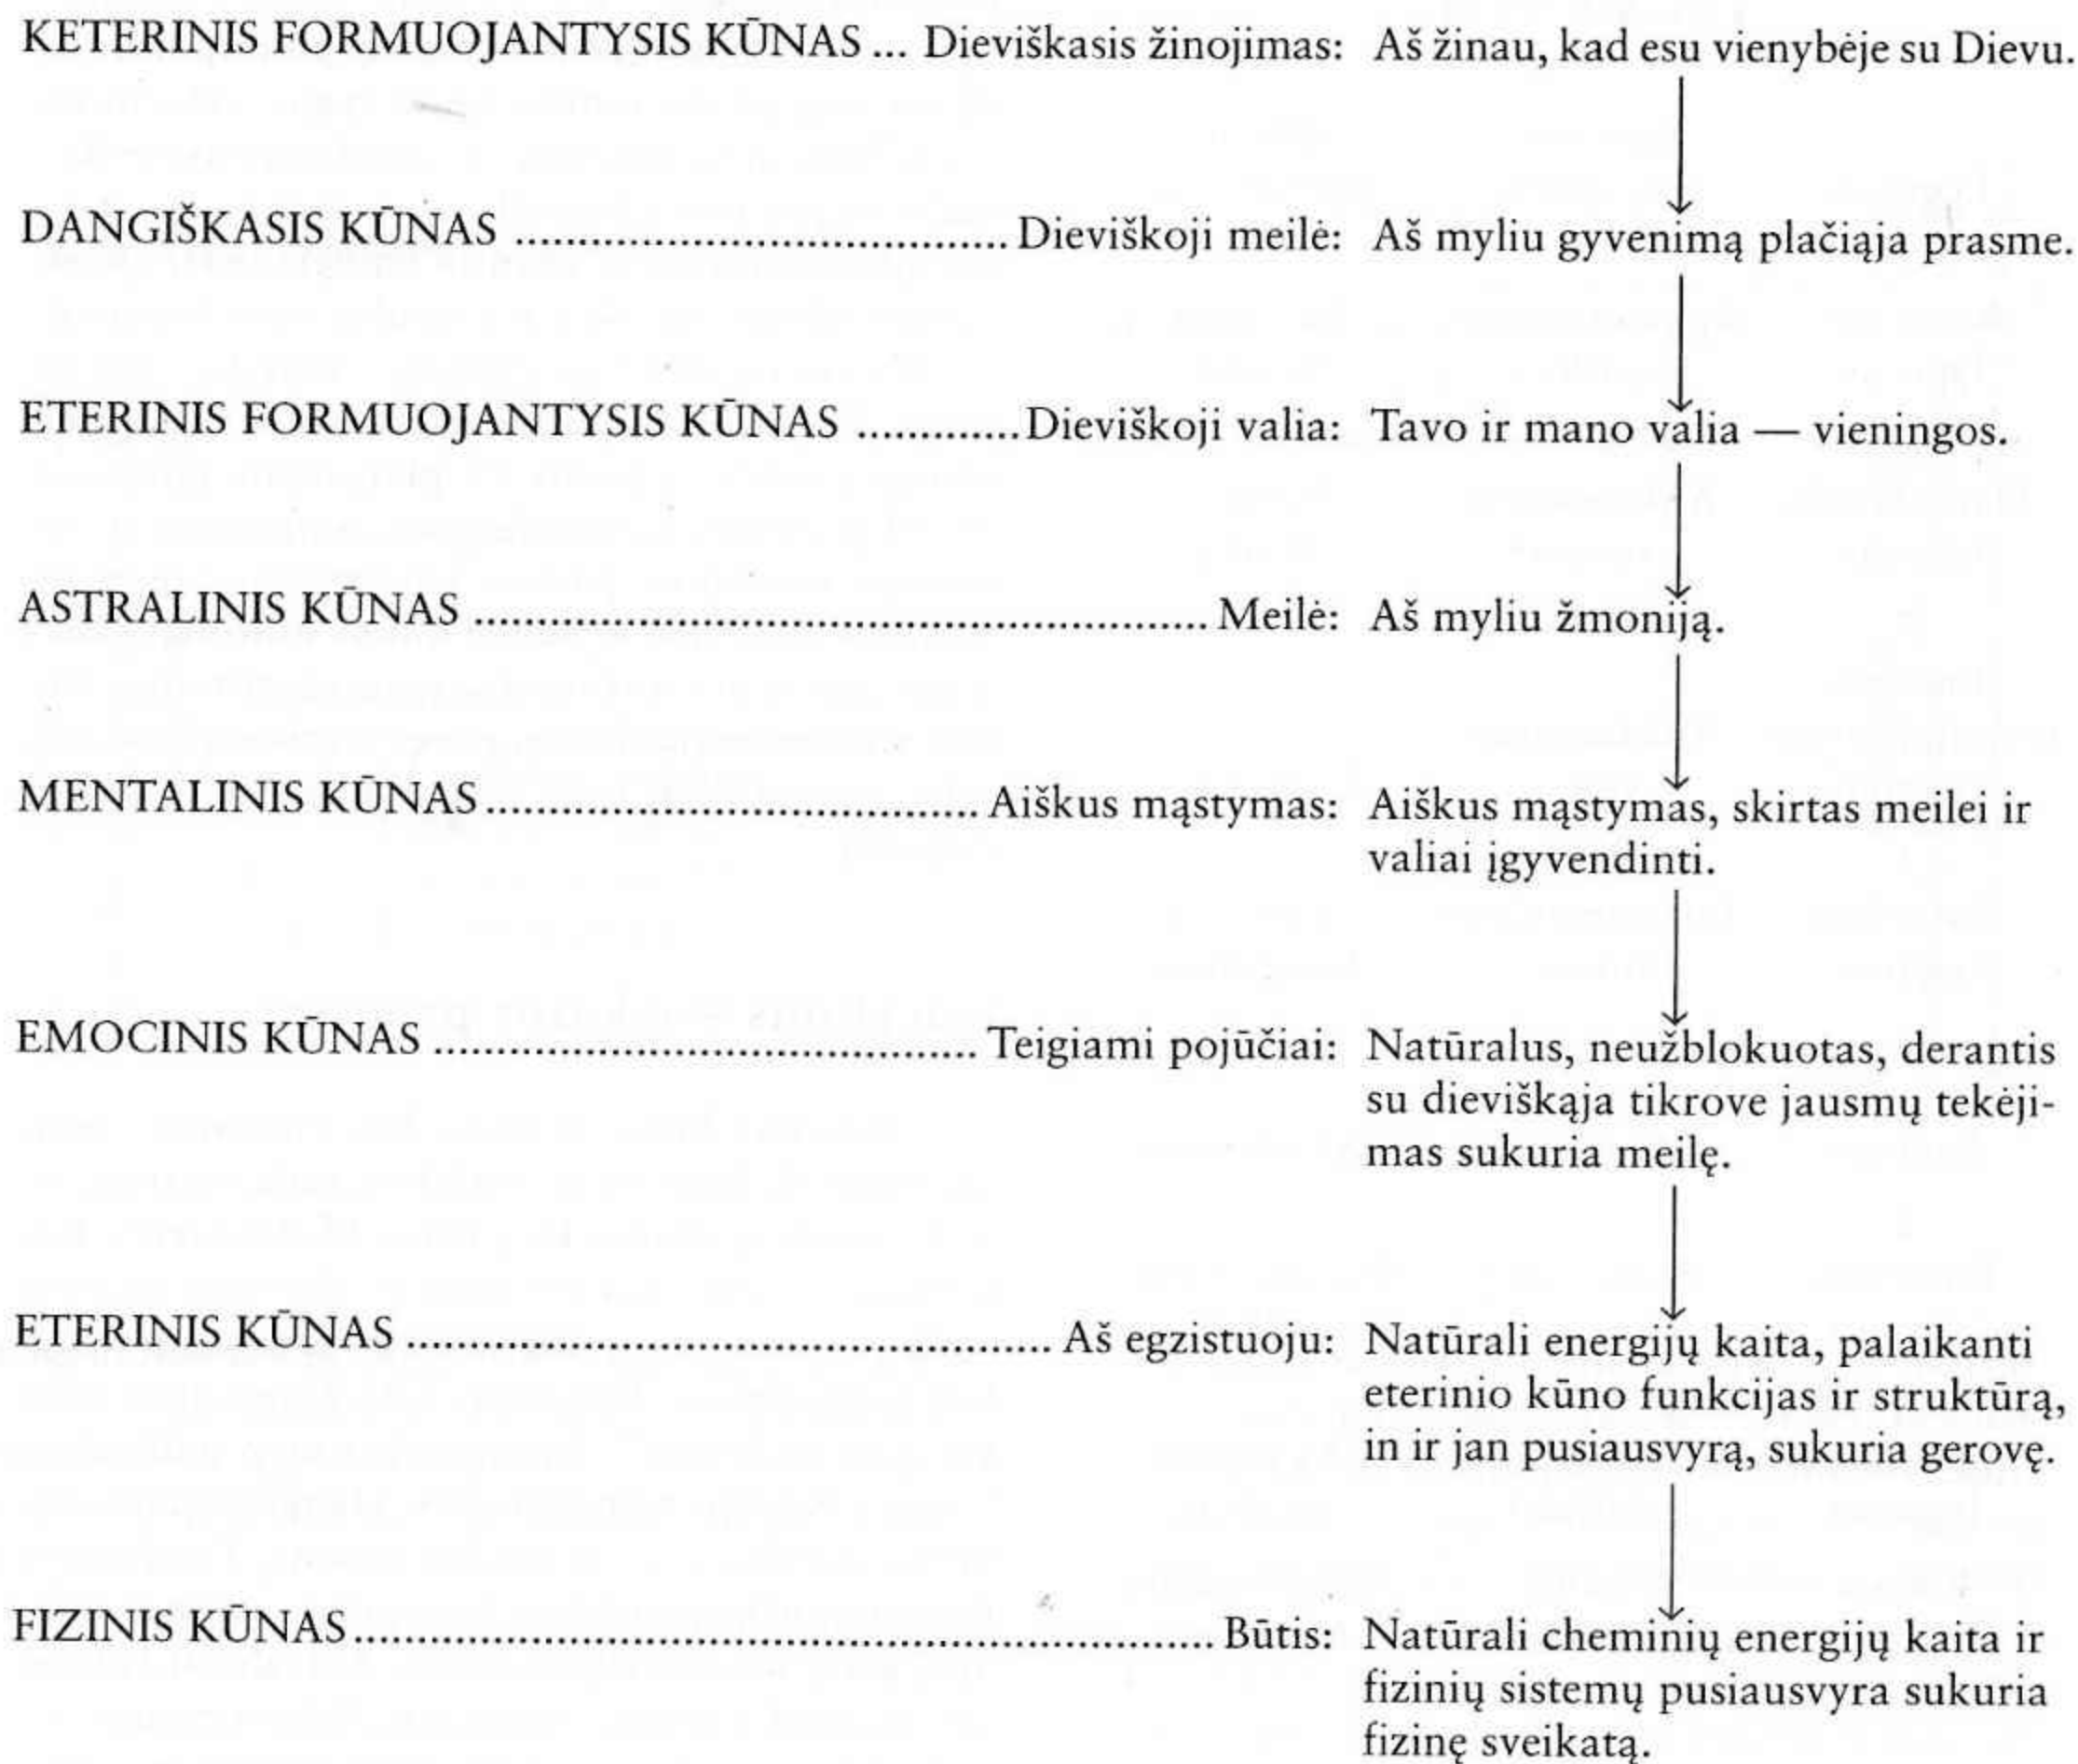 KETERINIS FORMUOJANTYSIS KŪNAS ... Dieviškasis žinojimas: Aš žinau, kad esu vienybėje su Dievu.
DANGIŠKASIS KŪNAS ....................................... Dieviškoji meilė: Aš myliu gyvenimą plačiąja prasme.
ETERINIS FORMUOJANTYSIS KŪNAS .............Dieviškoji valia: Tavo ir mano valia — vieningos.
ASTRALINIS KŪNAS .......................................................... Meilė: Aš myliu žmoniją.
MENTALINIS KŪNAS....................................... Aiškus mąstymas: Aiškus mąstymas, skirtas meilei ir
valiai įgyvendinti.
EMOCINIS KŪNAS ........................................... Teigiami pojūčiai: Natūralus, neužblokuotas, derantis
su dieviškąja tikrove jausmų tekėji-
mas sukuria meilę.
ETERINIS KŪNAS ................................................... Aš egzistuoju: Natūrali energijų kaita, palaikanti
eterinio kūno funkcijas ir struktūrą,
in ir jan pusiausvyrą, sukuria gerovę.
FIZINIS KŪNAS.................................................................... Būtis: Natūrali cheminių energijų kaita ir
fizinių sistemų pusiausvyra sukuria
fizinę sveikatą.